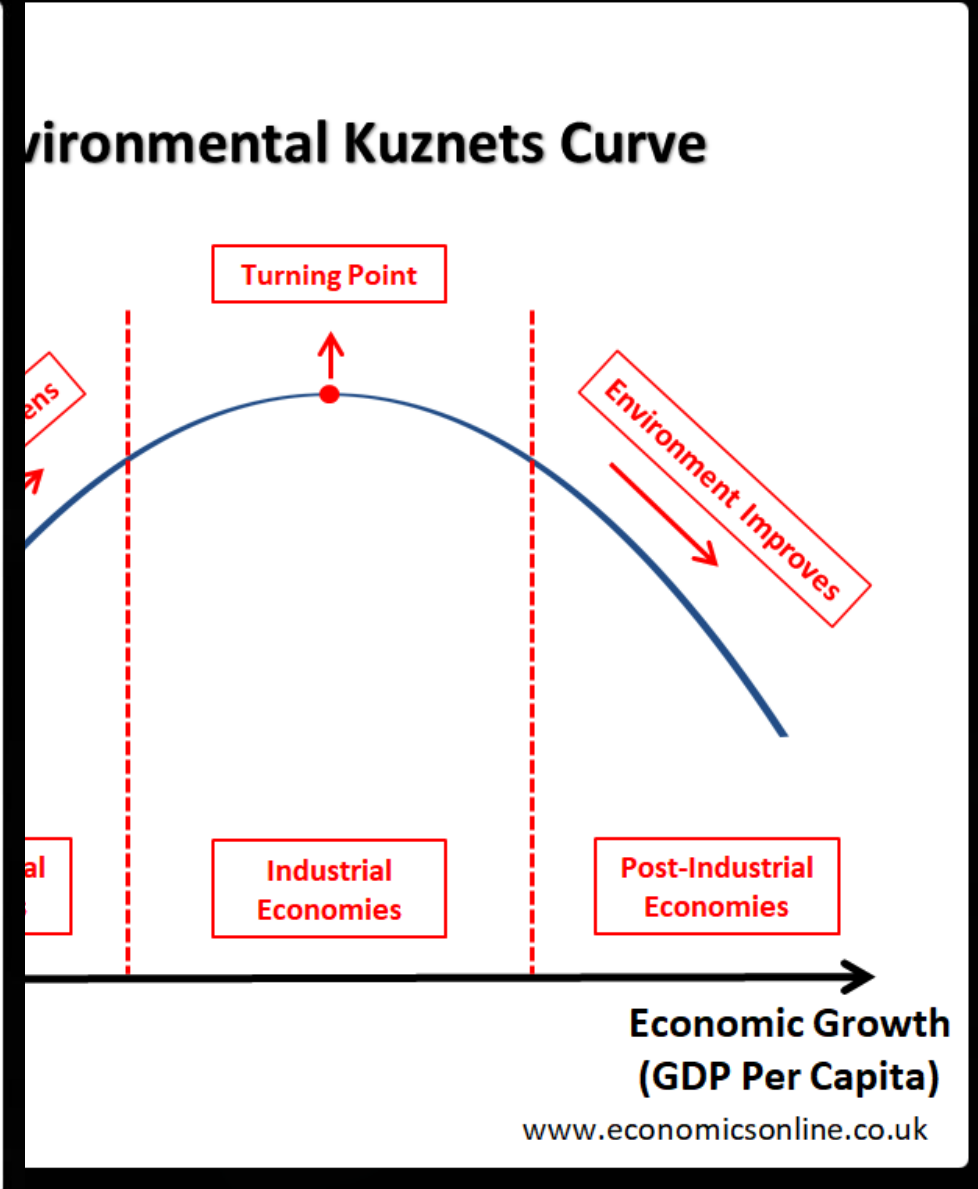 vironmental Kuznets Curve
Turning Point
ens
Environment Improves
al
Industrial
Economies
Post-Industrial
Economies
Economic Growth
(GDP Per Capita)
www.economicsonline.co.uk